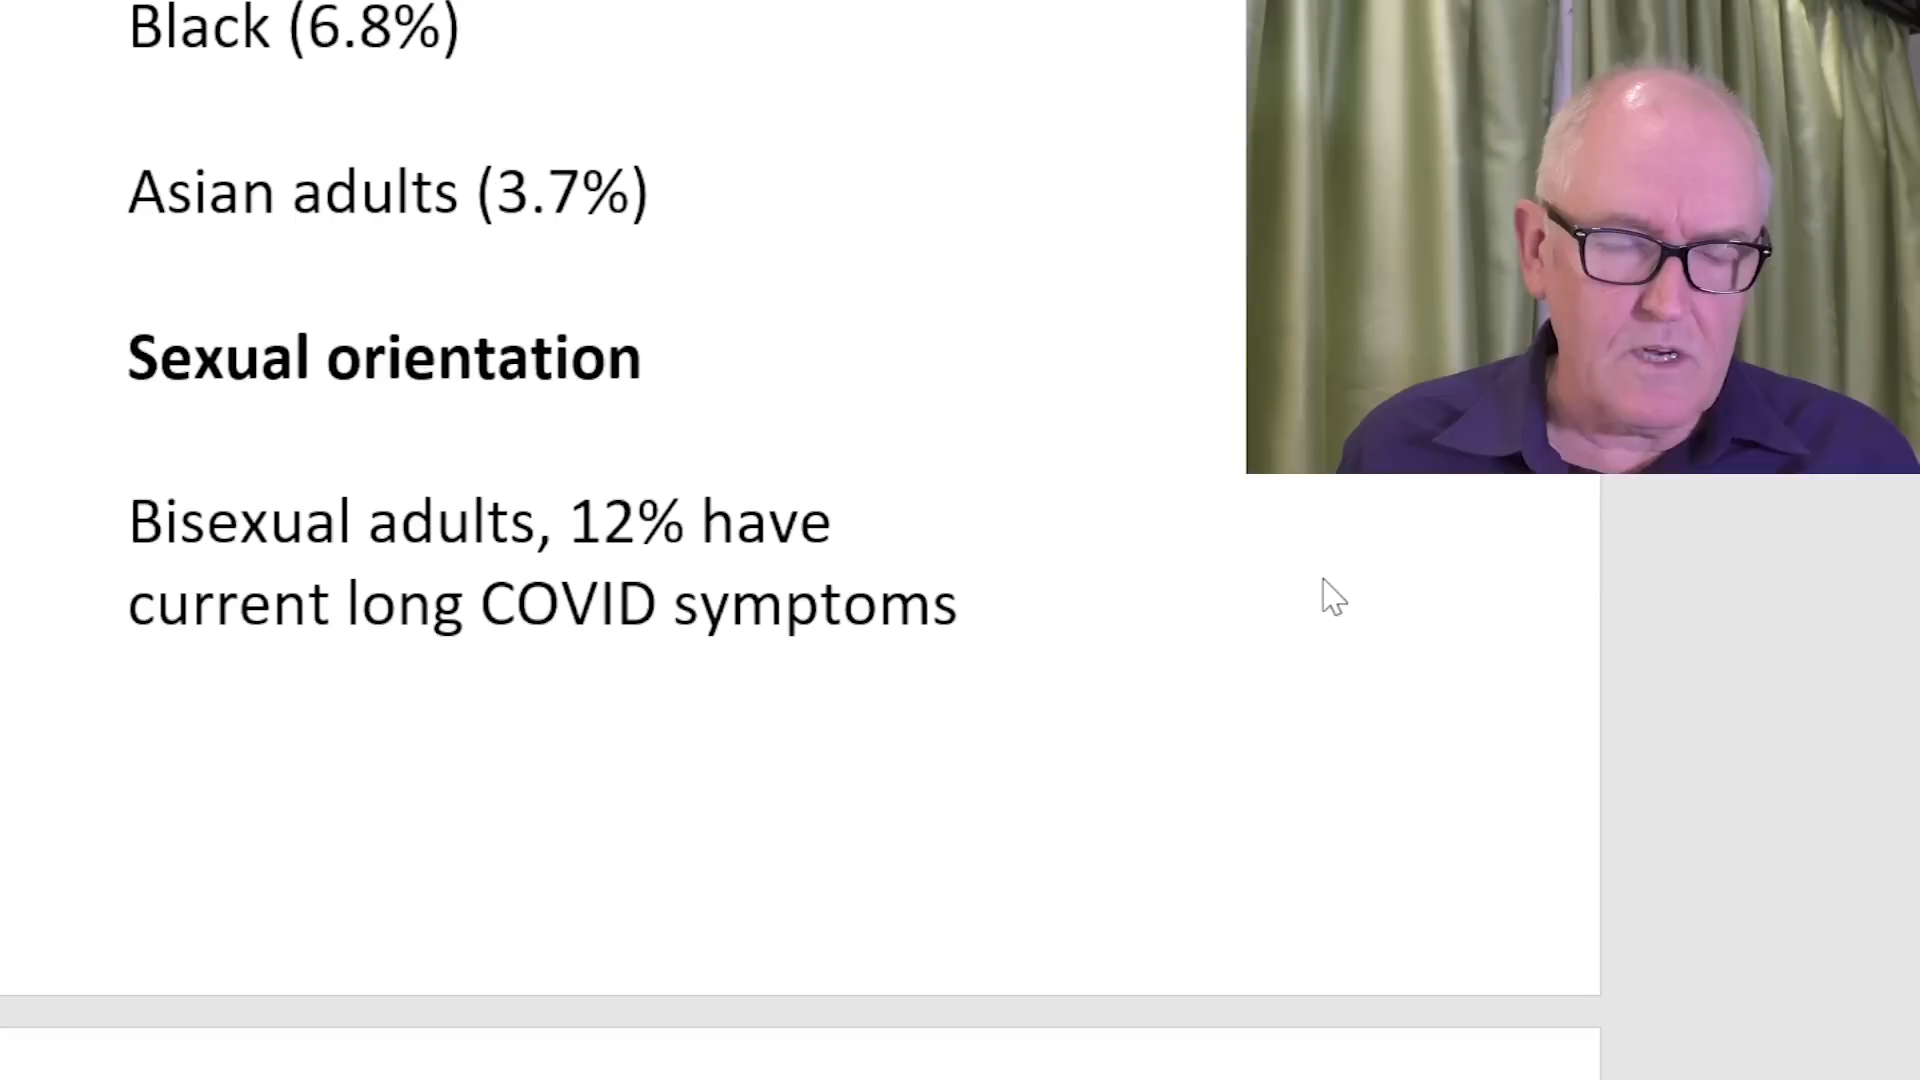 Black (6.8%)
Asian adults (3.7%)
Sexual orientation
Bisexual adults, 12% have
current long COVID symptoms